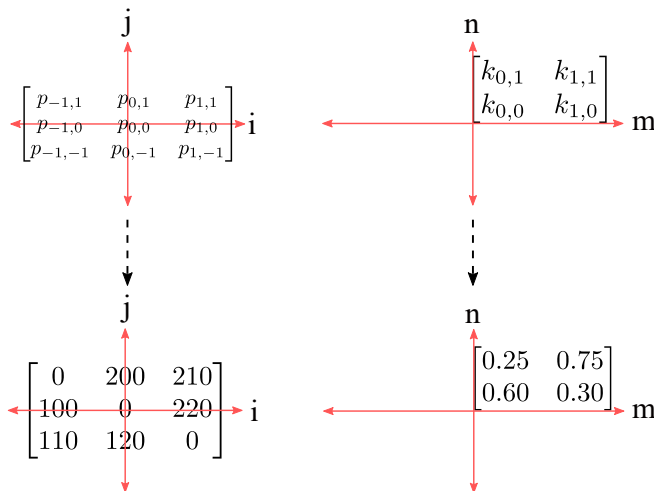 j
n
p_{-1,1} p_{0,1} p_{1,1}
p_{-1,0} p_{0,0} p_{1,0} i
p_{-1,-1} p_{0,-1} p_{1,-1}
k_{0,1} k_{1,1}
k_{0,0} k_{1,0}
m
j
n
0 200 210
100 0 220 i
110 120 0
0.25 0.75
0.60 0.30
m